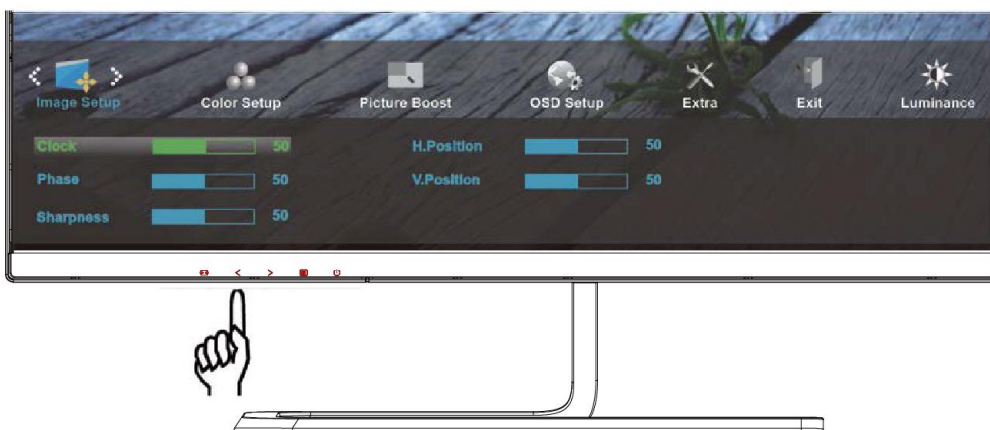 Image Setup Color Setup Picture Boost OSD Setup Extra Exit Luminance
Clock 50 H.Position 50
Phase 50 V.Position 50
Sharpness 50